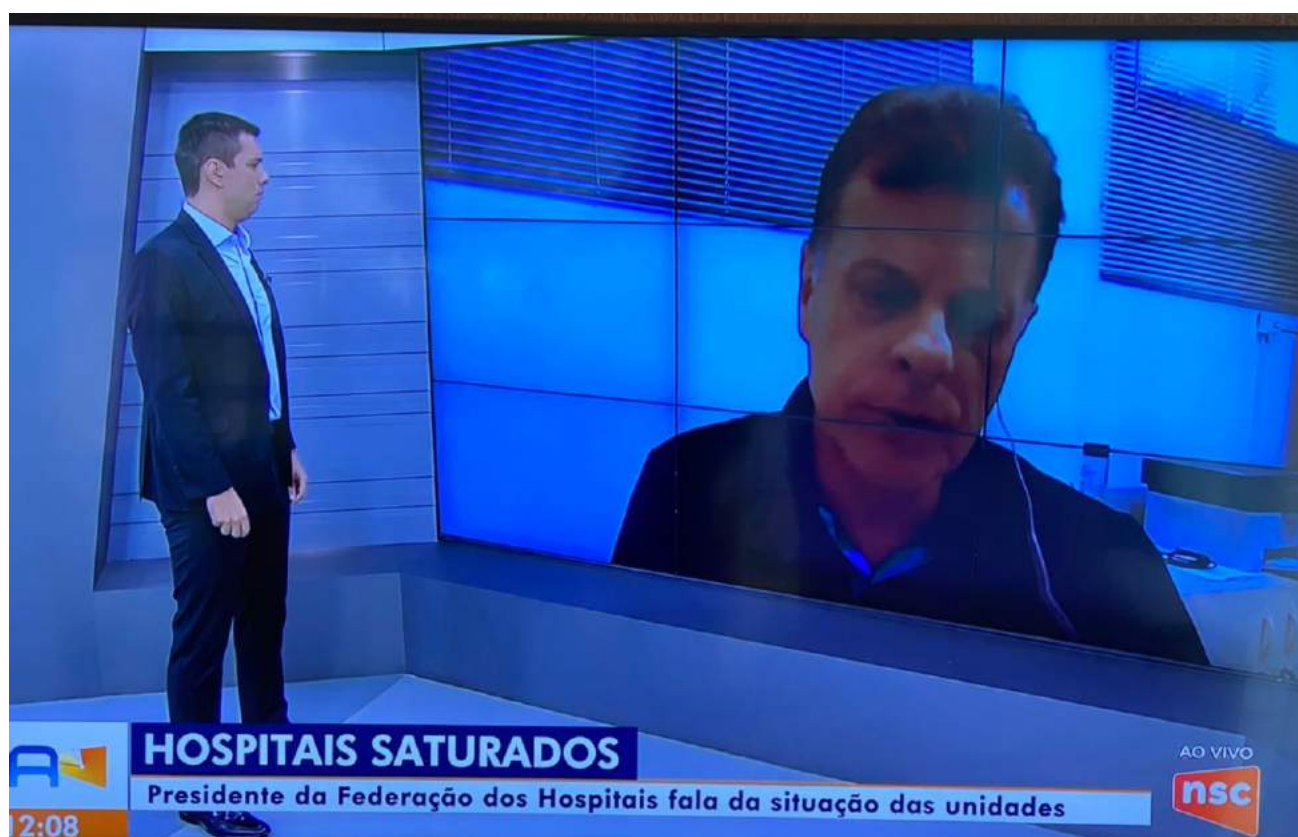 HOSPITAIS SATURADOS
Presidente da Federação dos Hospitais fala da situação das unidades
AO VIVO
nsc
A
12:08